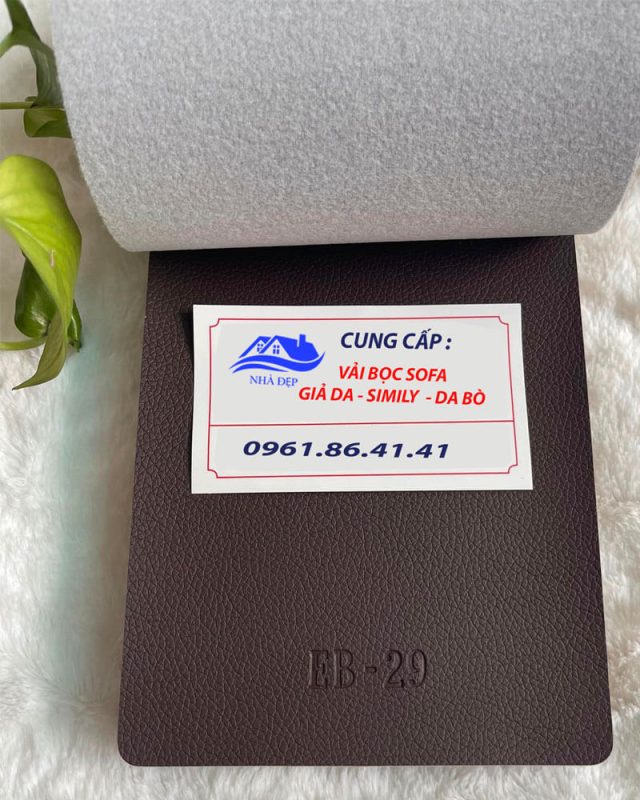 CUNG CẤP :
NHÀ ĐẸP
VẢI BỌC SOFA
GIẢ DA - SIMILY - DA BÒ
0961.86.41.41
EB-29